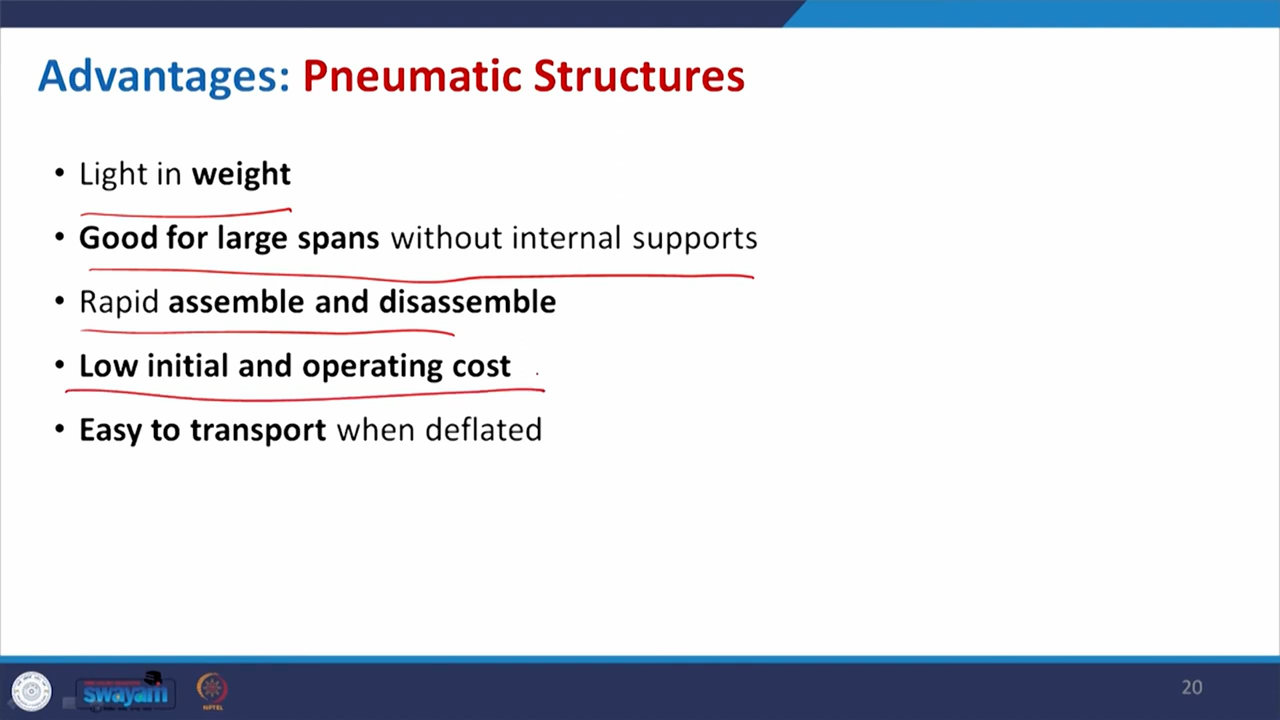 Advantages: Pneumatic Structures
• Light in weight
• Good for large spans without internal supports
• Rapid assemble and disassemble
• Low initial and operating cost
• Easy to transport when deflated
swayam
NPTEL
20